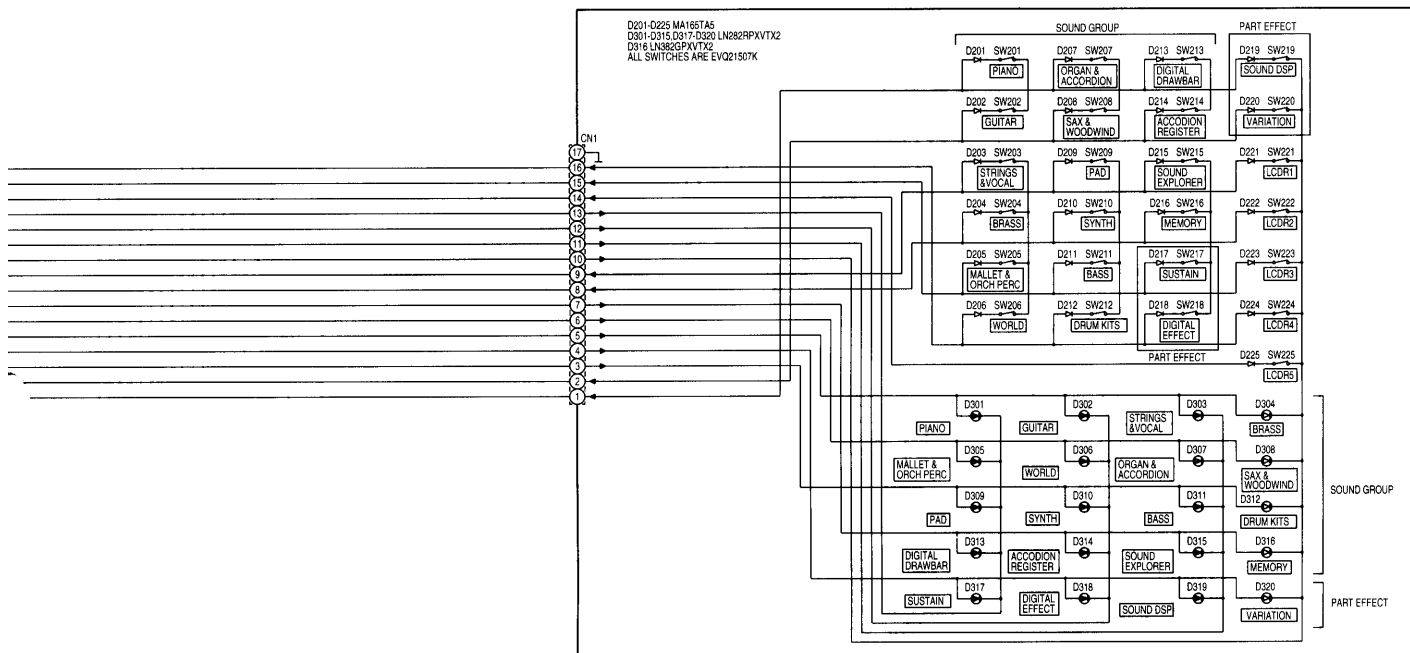 D201-D225 MA165TA5
D301-D315,D317-D320 LN282RPXVTX2
D316 LN382GPXVTX2
ALL SWITCHES ARE EVQ21507K
SOUND GROUP
PART EFFECT
D201 SW201 D207 SW207 D213 SW213 D219 SW219
PIANO
ORGAN &
ACCORDION
DIGITAL
DRAWBAR
SOUND DSP
D202 SW202 D208 SW208 D214 SW214 D220 SW220
GUITAR
SAX &
WOODWIND
ACCODION
REGISTER
VARIATION
D203 SW203 D209 SW209 D215 SW215 D221 SW221
STRINGS
&VOCAL
PAD
SOUND
EXPLORER
LCDR1
D204 SW204 D210 SW210 D216 SW216 D222 SW222
BRASS
SYNTH
MEMORY
LCDR2
D205 SW205 D211 SW211 D217 SW217 D223 SW223
MALLET &
ORCH PERC
BASS
SUSTAIN
LCDR3
D206 SW206 D212 SW212 D218 SW218 D224 SW224
WORLD
DRUM KITS
DIGITAL
EFFECT
LCDR4
PART EFFECT
D225 SW225
LCDR5
CN1
17
16
15
14
13
12
11
10
9
8
7
6
5
4
3
2
1
D301 D302 D303 D304
PIANO
GUITAR
STRINGS
&VOCAL
BRASS
D305 D306 D307 D308
MALLET &
ORCH PERC
WORLD
ORGAN &
ACCORDION
SAX &
WOODWIND
D309 D310 D311 D312
PAD
SYNTH
BASS
DRUM KITS
SOUND GROUP
D313 D314 D315 D316
DIGITAL
DRAWBAR
ACCODION
REGISTER
SOUND
EXPLORER
MEMORY
D317 D318 D319 D320
SUSTAIN
DIGITAL
EFFECT
SOUND DSP
VARIATION
PART EFFECT